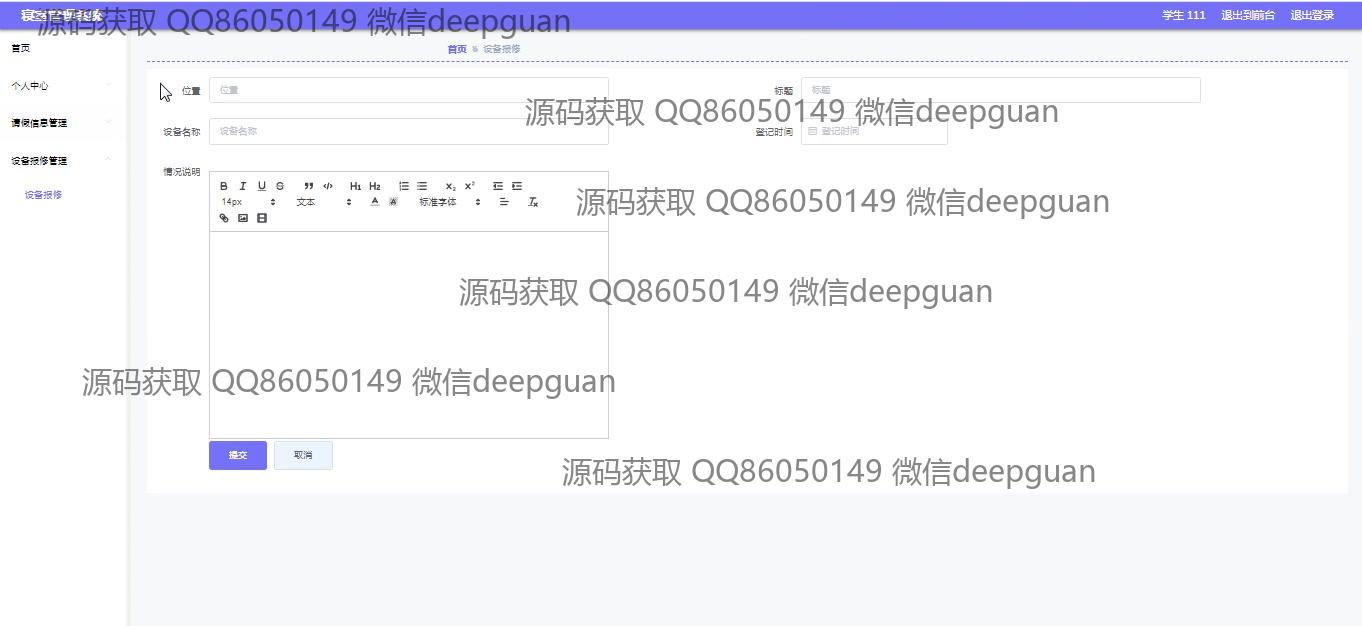 寝室管理系统
学生 111 退出到前台 退出登录
源码获取 QQ86050149 微信deepguan
首页
首页 设备报修
个人中心
位置 位置
标题 标题
源码获取 QQ86050149 微信deepguan
请假信息管理
设备名称 设备名称
登记时间 登记时间
设备报修管理
情况说明
B I U S ” </> H1 H2 x₂ x²
设备报修
14px 文本 A A 标准字体 Tx
源码获取 QQ86050149 微信deepguan
源码获取 QQ86050149 微信deepguan
源码获取 QQ86050149 微信deepguan
提交 取消
源码获取 QQ86050149 微信deepguan